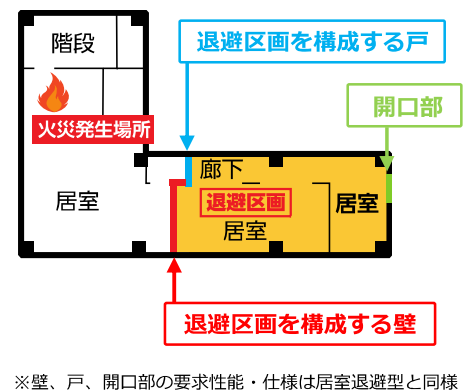 階段
退避区画を構成する戸
開口部
火災発生場所
廊下
居室
退避区画
居室
居室
退避区画を構成する壁
※壁、戸、開口部の要求性能・仕様は居室退避型と同様